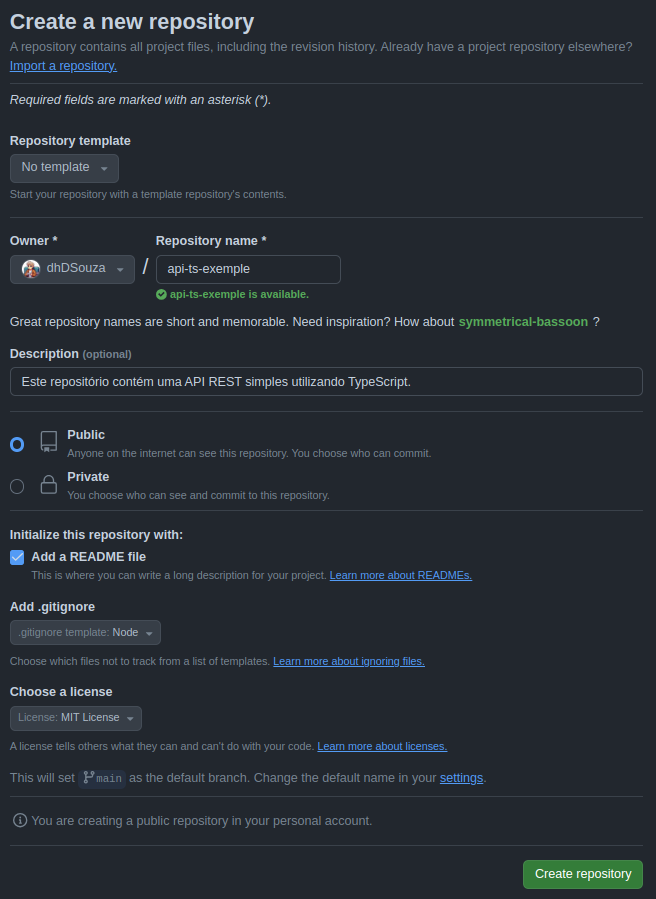 Create a new repository
A repository contains all project files, including the revision history. Already have a project repository elsewhere?
Import a repository.
Required fields are marked with an asterisk (*).
Repository template
No template
Start your repository with a template repository's contents.
Owner *
Repository name *
dhDSouza
/
api-ts-exemple
api-ts-exemple is available.
Great repository names are short and memorable. Need inspiration? How about symmetrical-bassoon ?
Description (optional)
Este repositório contém uma API REST simples utilizando TypeScript.
Public
Anyone on the internet can see this repository. You choose who can commit.
Private
You choose who can see and commit to this repository.
Initialize this repository with:
Add a README file
This is where you can write a long description for your project. Learn more about READMEs.
Add .gitignore
.gitignore template: Node
Choose which files not to track from a list of templates. Learn more about ignoring files.
Choose a license
License: MIT License
A license tells others what they can and can't do with your code. Learn more about licenses.
This will set main as the default branch. Change the default name in your settings.
You are creating a public repository in your personal account.
Create repository